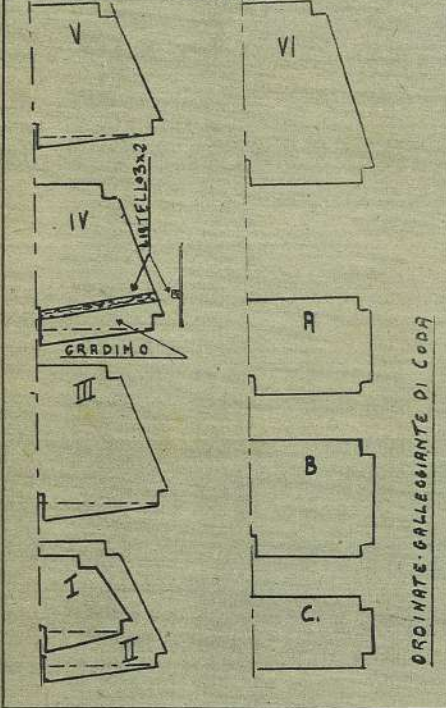 V
VI
IV
LISTELLO 3x2
GRADINO
A
III
B
I
II
C.
ORDINATE-GALLEGGIANTE DI CODA